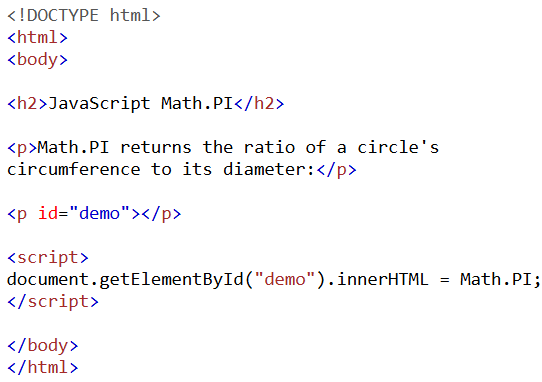 <!DOCTYPE html>
<html>
<body>
<h2>JavaScript Math.PI</h2>
<p>Math.PI returns the ratio of a circle's
circumference to its diameter:</p>
<p id="demo"></p>
<script>
document.getElementById("demo").innerHTML = Math.PI;
</script>
</body>
</html>